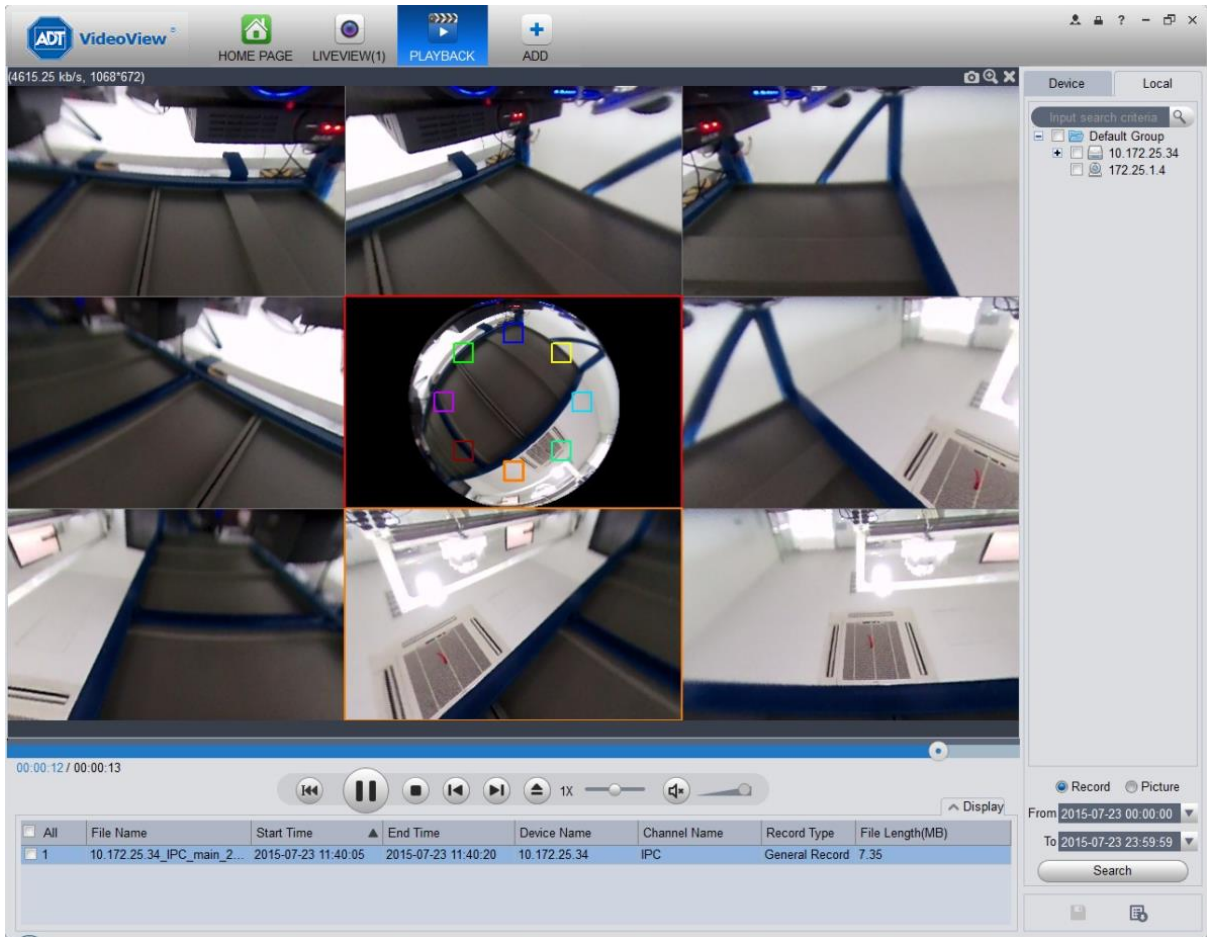 ADT VideoView®
HOME PAGE LIVEVIEW(1) PLAYBACK ADD
(4615.25 kb/s, 1068*672)
Device Local
Input search criteria
Default Group
10.172.25.34
172.25.1.4
00:00:12 / 00:00:13
1X
Display
Record Picture
From 2015-07-23 00:00:00
To 2015-07-23 23:59:59
Search
All File Name Start Time End Time Device Name Channel Name Record Type File Length(MB)
1 10.172.25.34_IPC_main_2... 2015-07-23 11:40:05 2015-07-23 11:40:20 10.172.25.34 IPC General Record 7.35